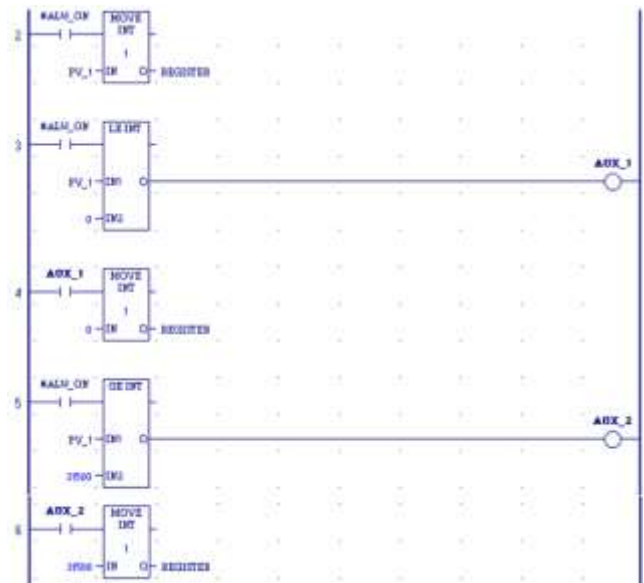 #ALW_ON MOVE
INT
2
1
PV_1 IN Q REGISTER
#ALW_ON LE INT
3
AUX_1
PV_1 IN1 Q
0 IN2
AUX_1 MOVE
INT
4
1
0 IN Q REGISTER
#ALW_ON GE INT
5
AUX_2
PV_1 IN1 Q
IN2
AUX_2 MOVE
INT
6
1
IN Q REGISTER